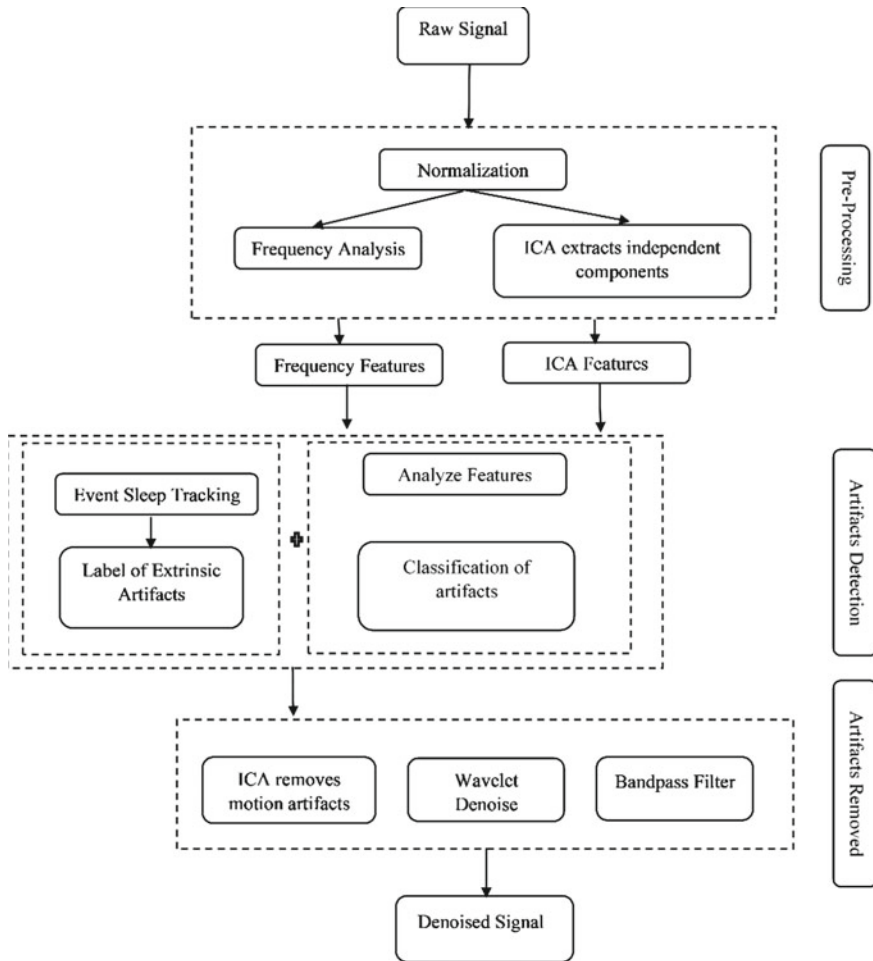 Raw Signal
Normalization
Frequency Analysis
ICA extracts independent
components
Pre-Processing
Frequency Features
ICA Features
Event Sleep Tracking
Label of Extrinsic
Artifacts
Analyze Features
Classification of
artifacts
Artifacts Detection
ICA removes
motion artifacts
Wavelet
Denoise
Bandpass Filter
Artifacts Removed
Denoised Signal